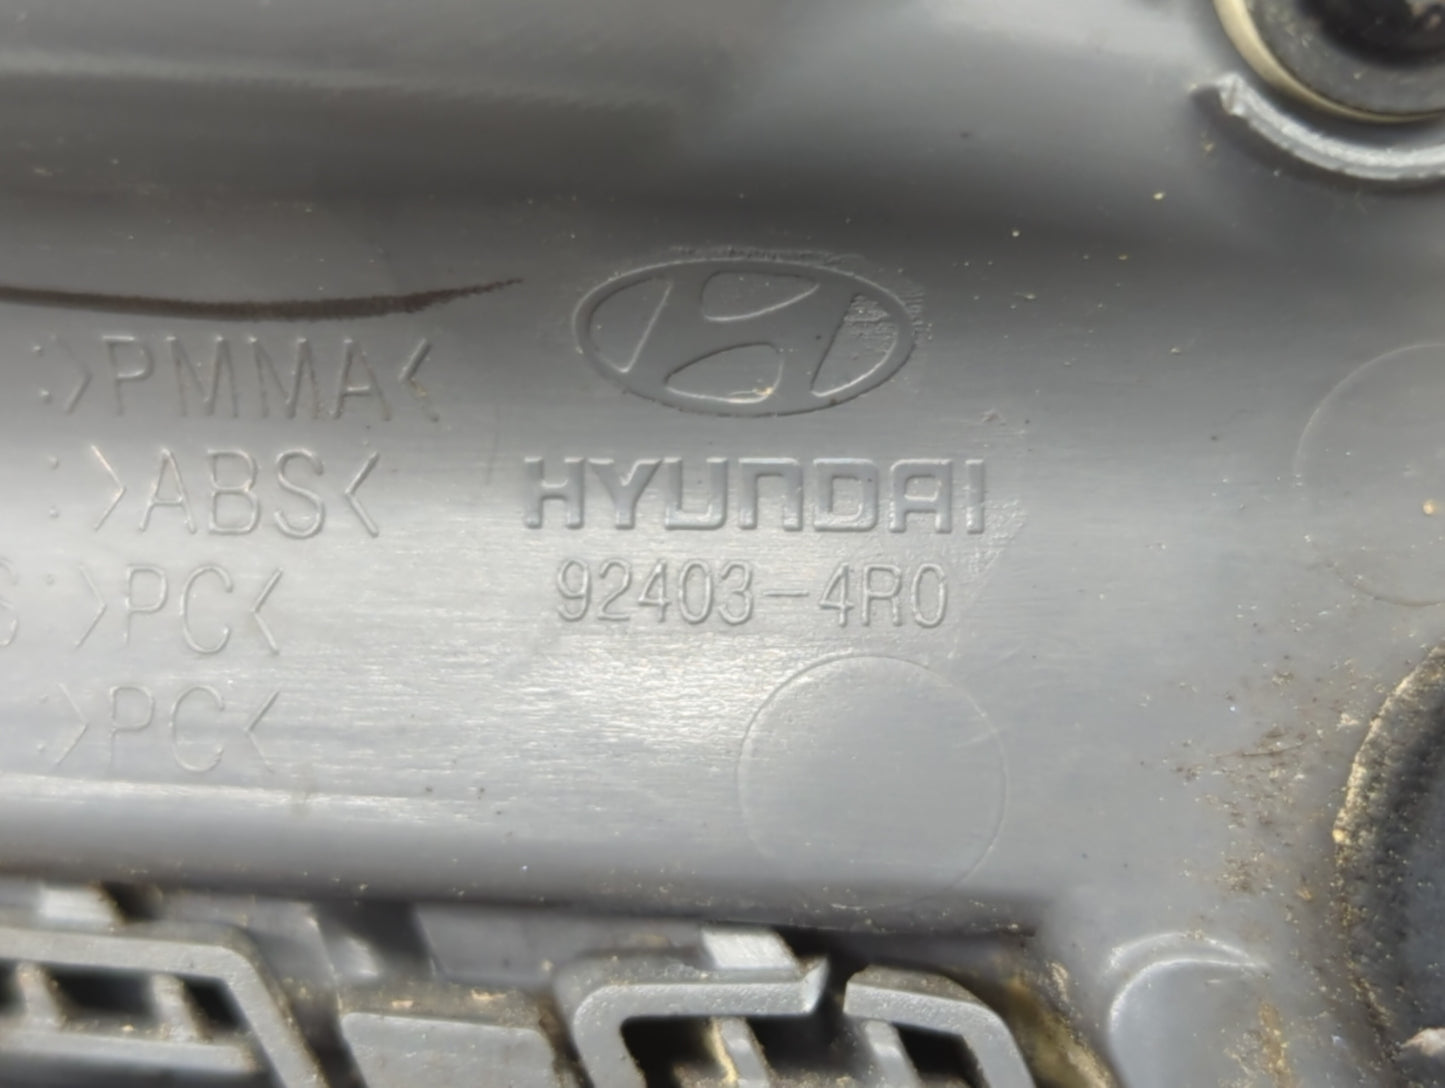 :>PMMA<
:>ABS<
S >PC<
:>PC<
HYUNDAI
92403-4R0